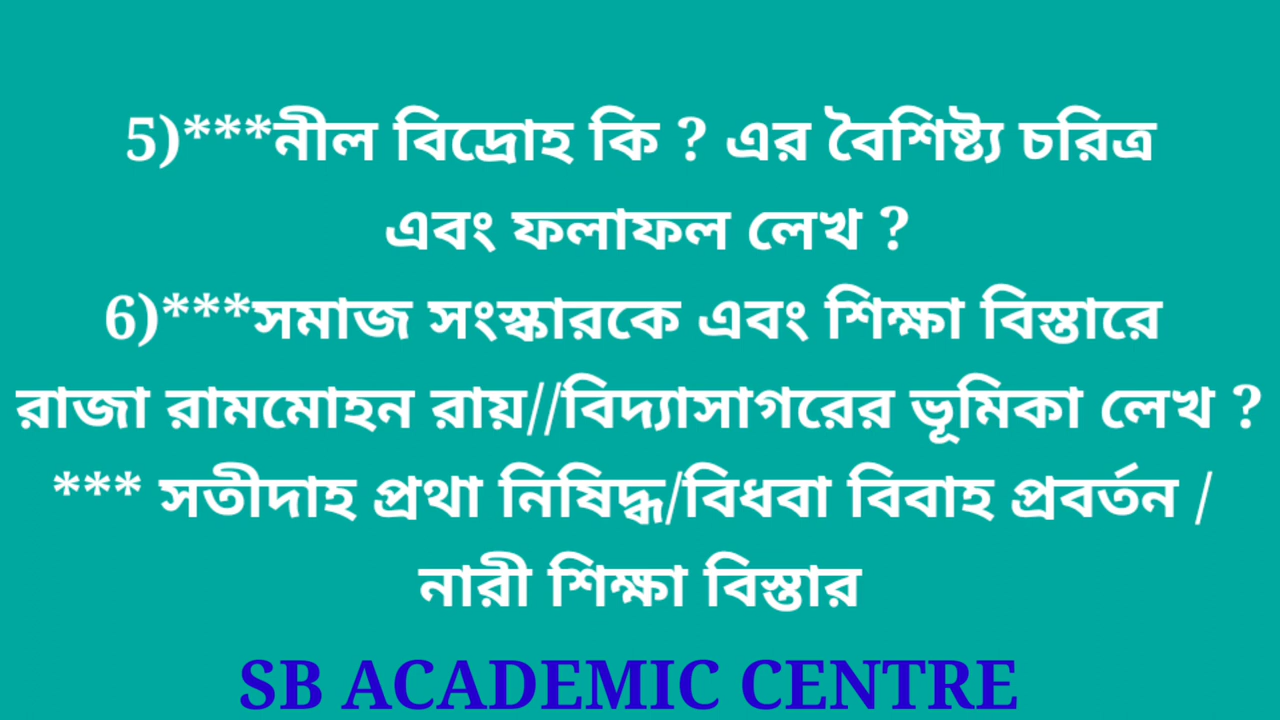 5)***নীল বিদ্রোহ কি ? এর বৈশিষ্ট্য চরিত্র
এবং ফলাফল লেখ ?
6)***সমাজ সংস্কারকে এবং শিক্ষা বিস্তারে
রাজা রামমোহন রায়//বিদ্যাসাগরের ভূমিকা লেখ ?
*** সতীদাহ প্রথা নিষিদ্ধ/বিধবা বিবাহ প্রবর্তন /
নারী শিক্ষা বিস্তার
SB ACADEMIC CENTRE